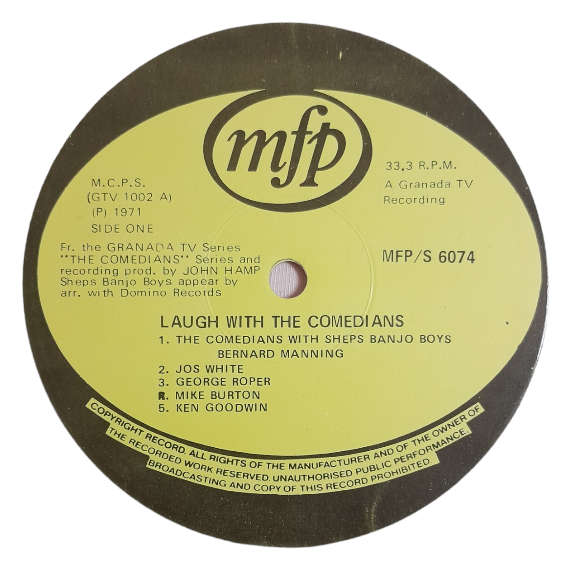 mfp
M.C.P.S.
(GTV 1002 A)
(P) 1971
SIDE ONE
33,3 R.P.M.
A Granada TV
Recording
Fr. the GRANADA TV Series
"THE COMEDIANS" Series and
recording prod. by JOHN HAMP
Sheps Banjo Boys appear by
arr. with Domino Records
MFP/S 6074
LAUGH WITH THE COMEDIANS
1. THE COMEDIANS WITH SHEPS BANJO BOYS
BERNARD MANNING
2. JOS WHITE
3. GEORGE ROPER
R. MIKE BURTON
5. KEN GOODWIN
COPYRIGHT RECORD. ALL RIGHTS OF THE MANUFACTURER AND OF THE OWNER OF
THE RECORDED WORK RESERVED. UNAUTHORISED PUBLIC PERFORMANCE
BROADCASTING AND COPY OF THIS RECORD PROHIBITED.